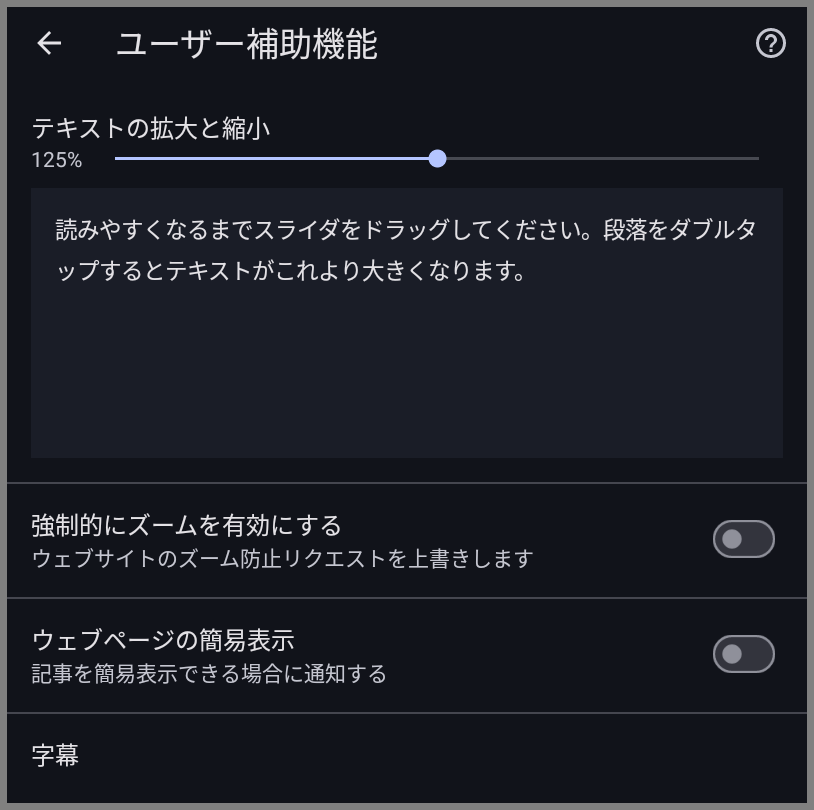 ユーザー補助機能
テキストの拡大と縮小
125%
読みやすくなるまでスライダをドラッグしてください。段落をダブルタ
ップするとテキストがこれより大きくなります。
強制的にズームを有効にする
ウェブサイトのズーム防止リクエストを上書きします
ウェブページの簡易表示
記事を簡易表示できる場合に通知する
字幕